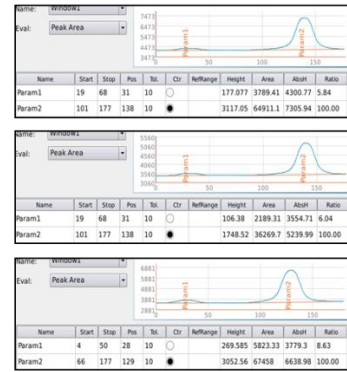 Name: Window1
Eval: Peak Area
7473
6473
5473
4473
3473
Param1
Param2
50 100 150
Name Start Stop Pos Tol. Ctr RefRange Height Area AbsH Ratio
Param1 19 68 31 10 177.077 3789.41 4300.77 5.84
Param2 101 177 138 10 3117.05 64911.1 7305.94 100.00
Name: Window1
Eval: Peak Area
5560
5060
4560
4060
3560
3060
Param1
Param2
50 100 150
Name Start Stop Pos Tol. Ctr RefRange Height Area AbsH Ratio
Param1 19 68 31 10 106.38 2189.31 3554.71 6.04
Param2 101 177 138 10 1748.52 36269.7 5239.99 100.00
Name: Window1
Eval: Peak Area
6881
5881
4881
3881
2881
Param1
Param2
50 100 150
Name Start Stop Pos Tol. Ctr RefRange Height Area AbsH Ratio
Param1 4 50 28 10 269.585 5823.33 3779.3 8.63
Param2 66 177 129 10 3052.56 67458 6638.98 100.00